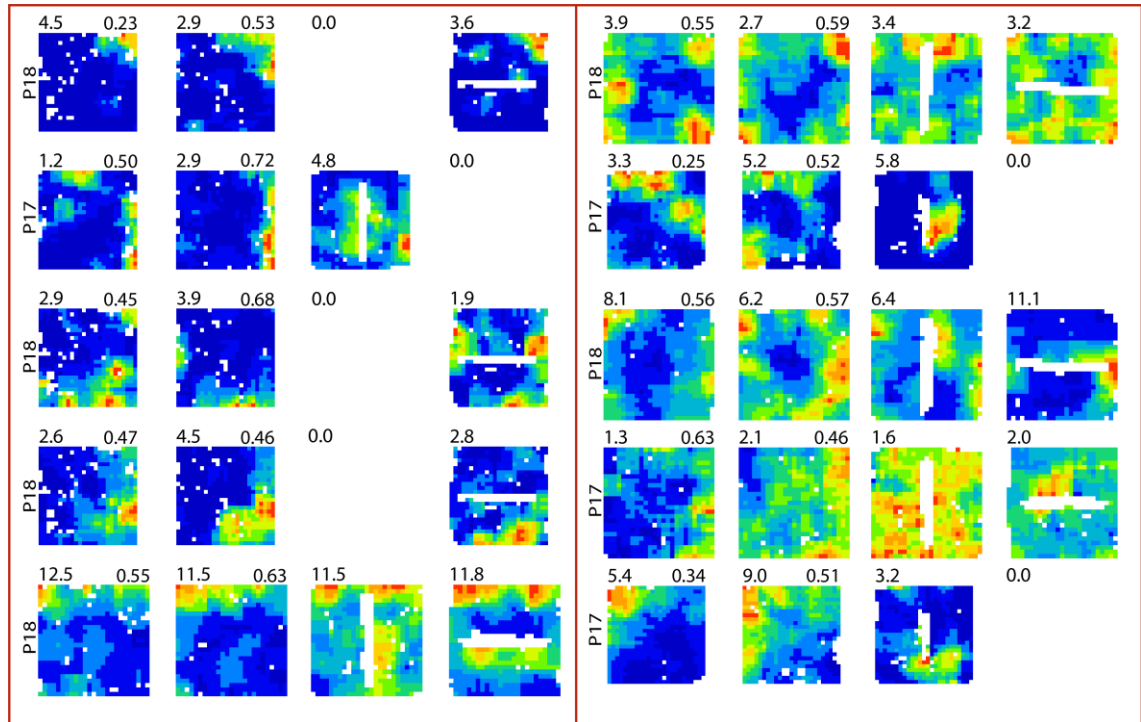 4.5 0.23 2.9 0.53 0.0 3.6
P18
1.2 0.50 2.9 0.72 4.8 0.0
P17
2.9 0.45 3.9 0.68 0.0 1.9
P18
2.6 0.47 4.5 0.46 0.0 2.8
P18
12.5 0.55 11.5 0.63 11.5 11.8
P18
3.9 0.55 2.7 0.59 3.4 3.2
P18
3.3 0.25 5.2 0.52 5.8 0.0
P17
8.1 0.56 6.2 0.57 6.4 11.1
P18
1.3 0.63 2.1 0.46 1.6 2.0
P17
5.4 0.34 9.0 0.51 3.2 0.0
P17